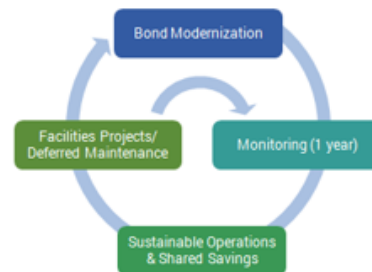 Bond Modernization
Facilities Projects/
Deferred Maintenance
Monitoring (1 year)
Sustainable Operations
& Shared Savings